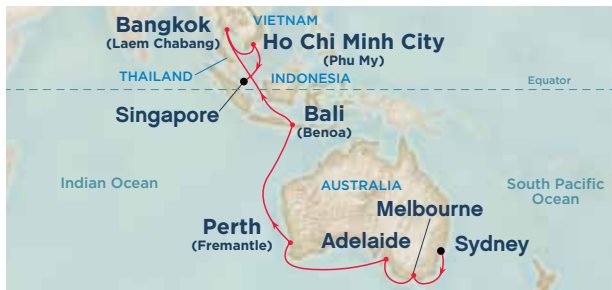 Bangkok
(Laem Chabang)
VIETNAM
Ho Chi Minh City
(Phu My)
THAILAND
INDONESIA
Equator
Singapore
Bali
(Benoa)
Indian Ocean
AUSTRALIA
South Pacific
Ocean
Melbourne
Perth
(Fremantle)
Adelaide
Sydney